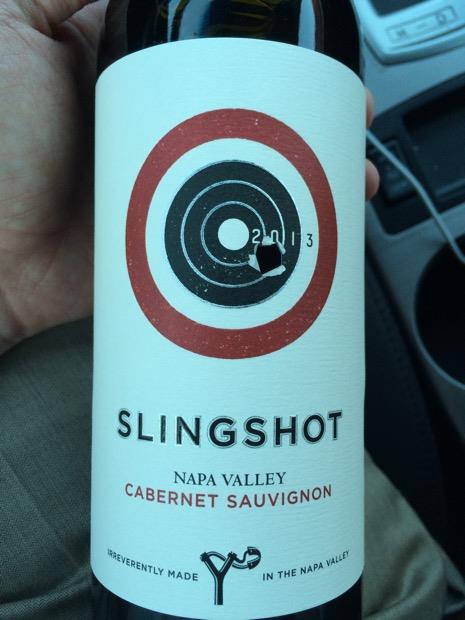 2013
SLINGSHOT
NAPA VALLEY
CABERNET SAUVIGNON
IRREVERENTLY MADE IN THE NAPA VALLEY